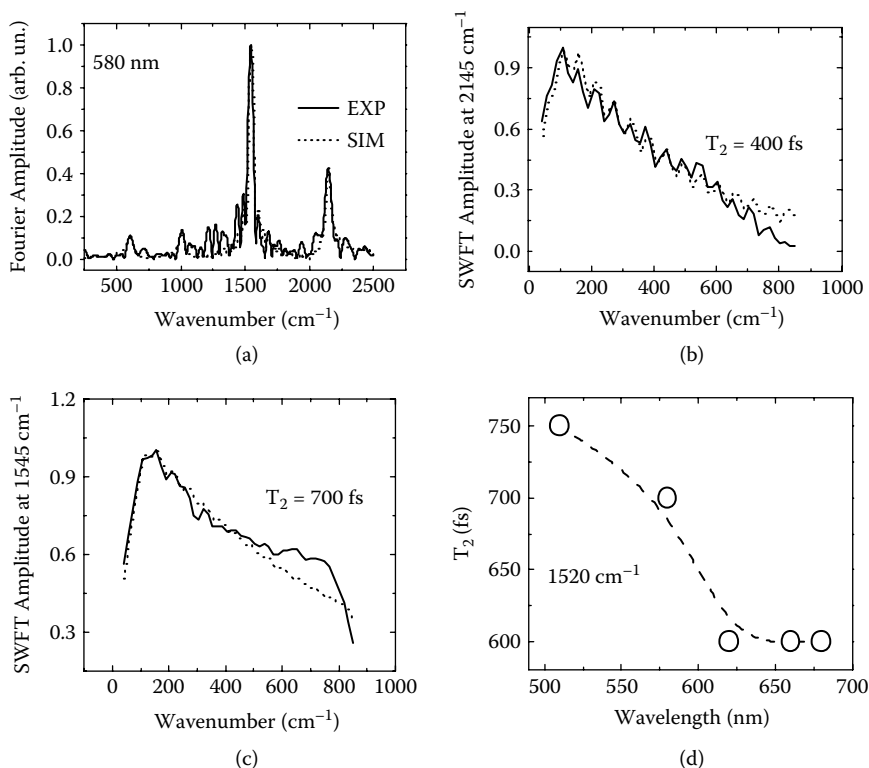 Fourier Amplitude (arb. un.)
1.0
0.8
0.6
0.4
0.2
0.0
580 nm
EXP
SIM
500 1000 1500 2000 2500
Wavenumber (cm⁻¹)
(a)
SWFT Amplitude at 2145 cm⁻¹
0.9
0.6
0.3
0.0
T₂ = 400 fs
0 200 400 600 800 1000
Wavenumber (cm⁻¹)
(b)
SWFT Amplitude at 1545 cm⁻¹
1.2
0.9
0.6
0.3
T₂ = 700 fs
0 200 400 600 800 1000
Wavenumber (cm⁻¹)
(c)
T₂ (fs)
750
700
650
600
1520 cm⁻¹
500 550 600 650 700
Wavelength (nm)
(d)